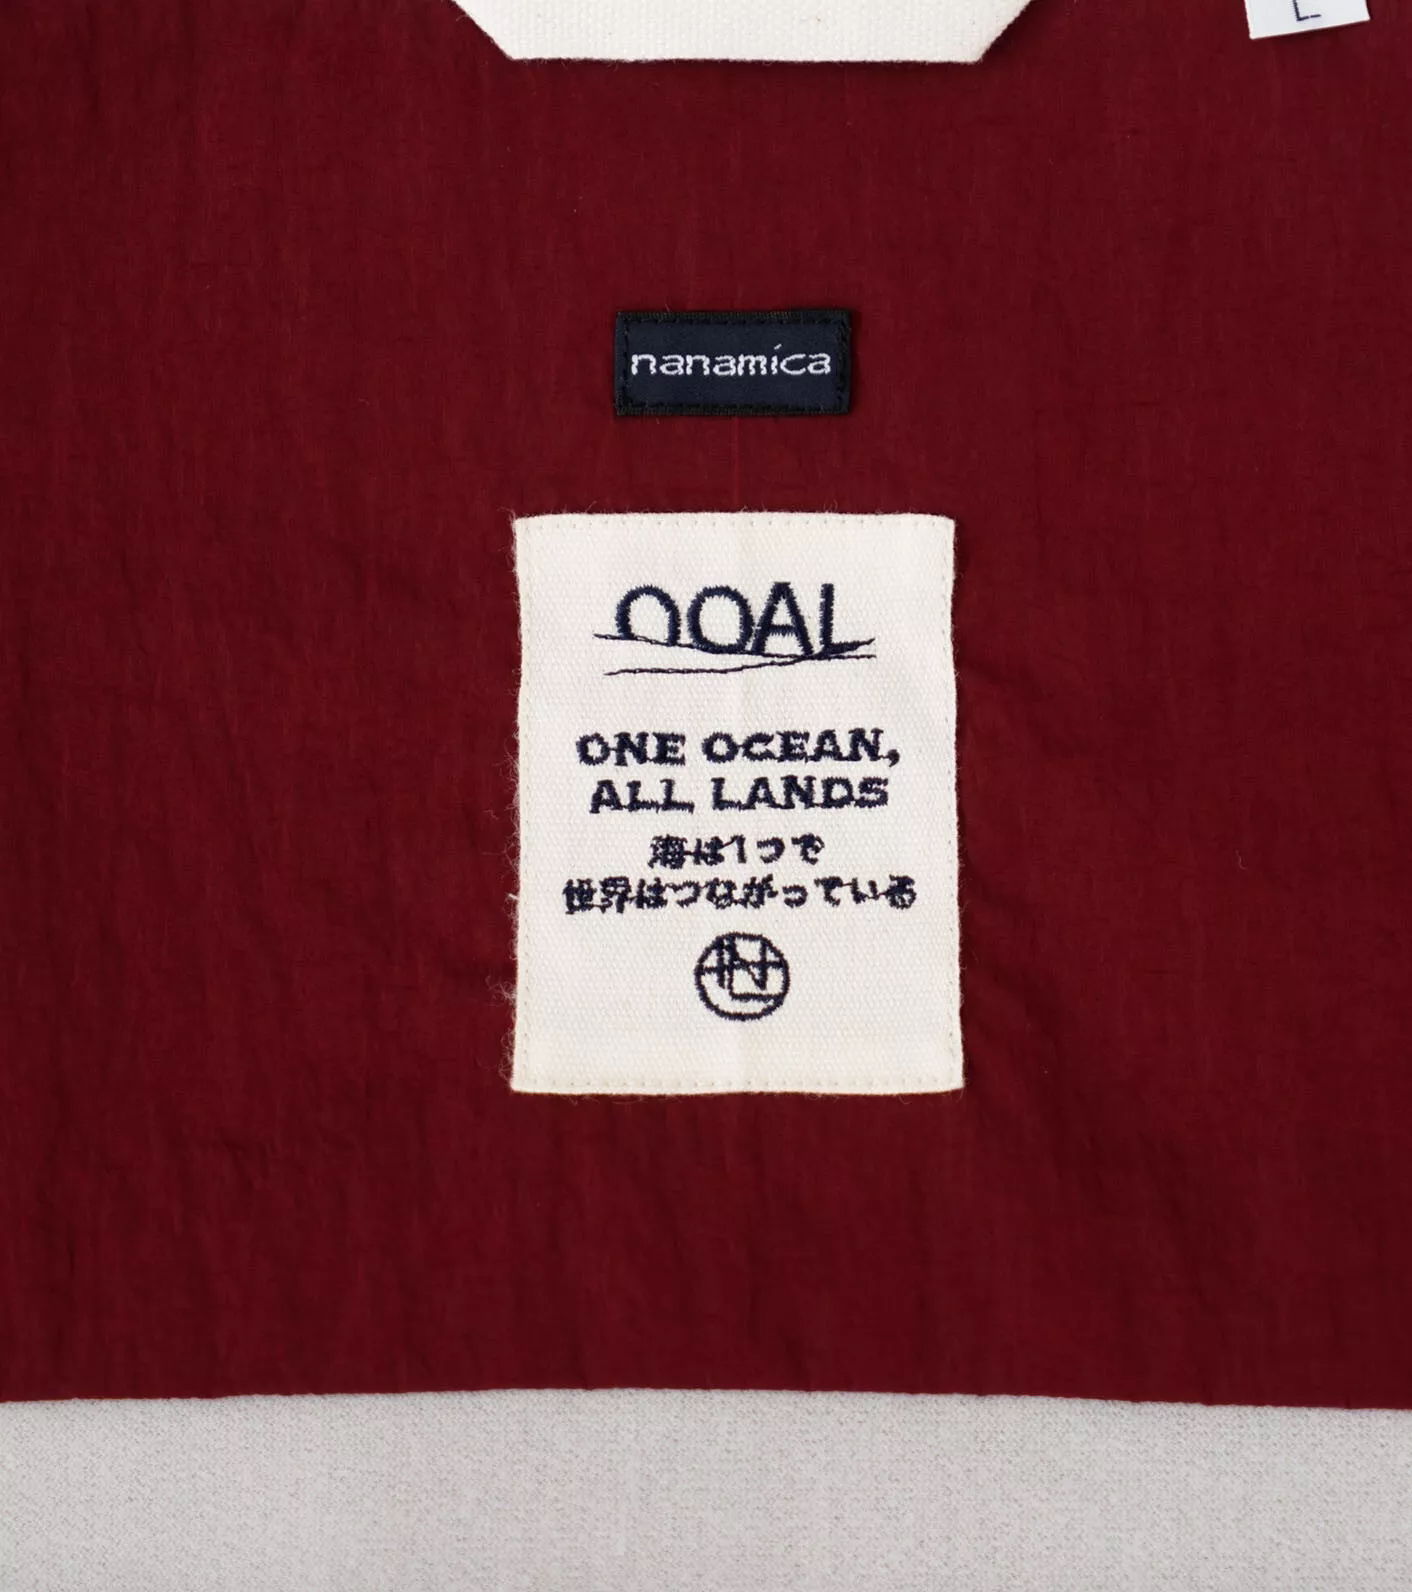 L
nanamica
OOAL
ONE OCEAN,
ALL LANDS
海は1つで
世界はつながっている